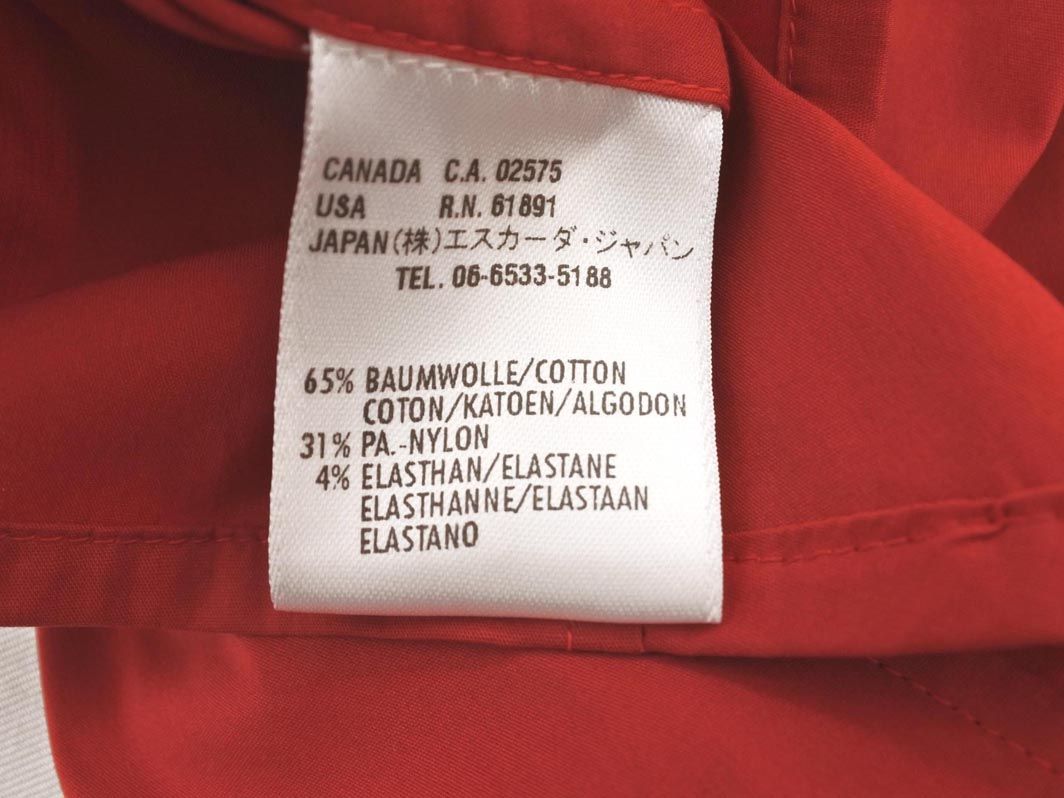 CANADA C.A. 02575
USA R.N. 61891
JAPAN(株)エスカーダ・ジャパン
TEL. 06-6533-5188
65% BAUMWOLLE/COTTON
COTON/KATOEN/ALGODON
31% PA.-NYLON
4% ELASTHAN/ELASTANE
ELASTHANNE/ELASTAAN
ELASTANO